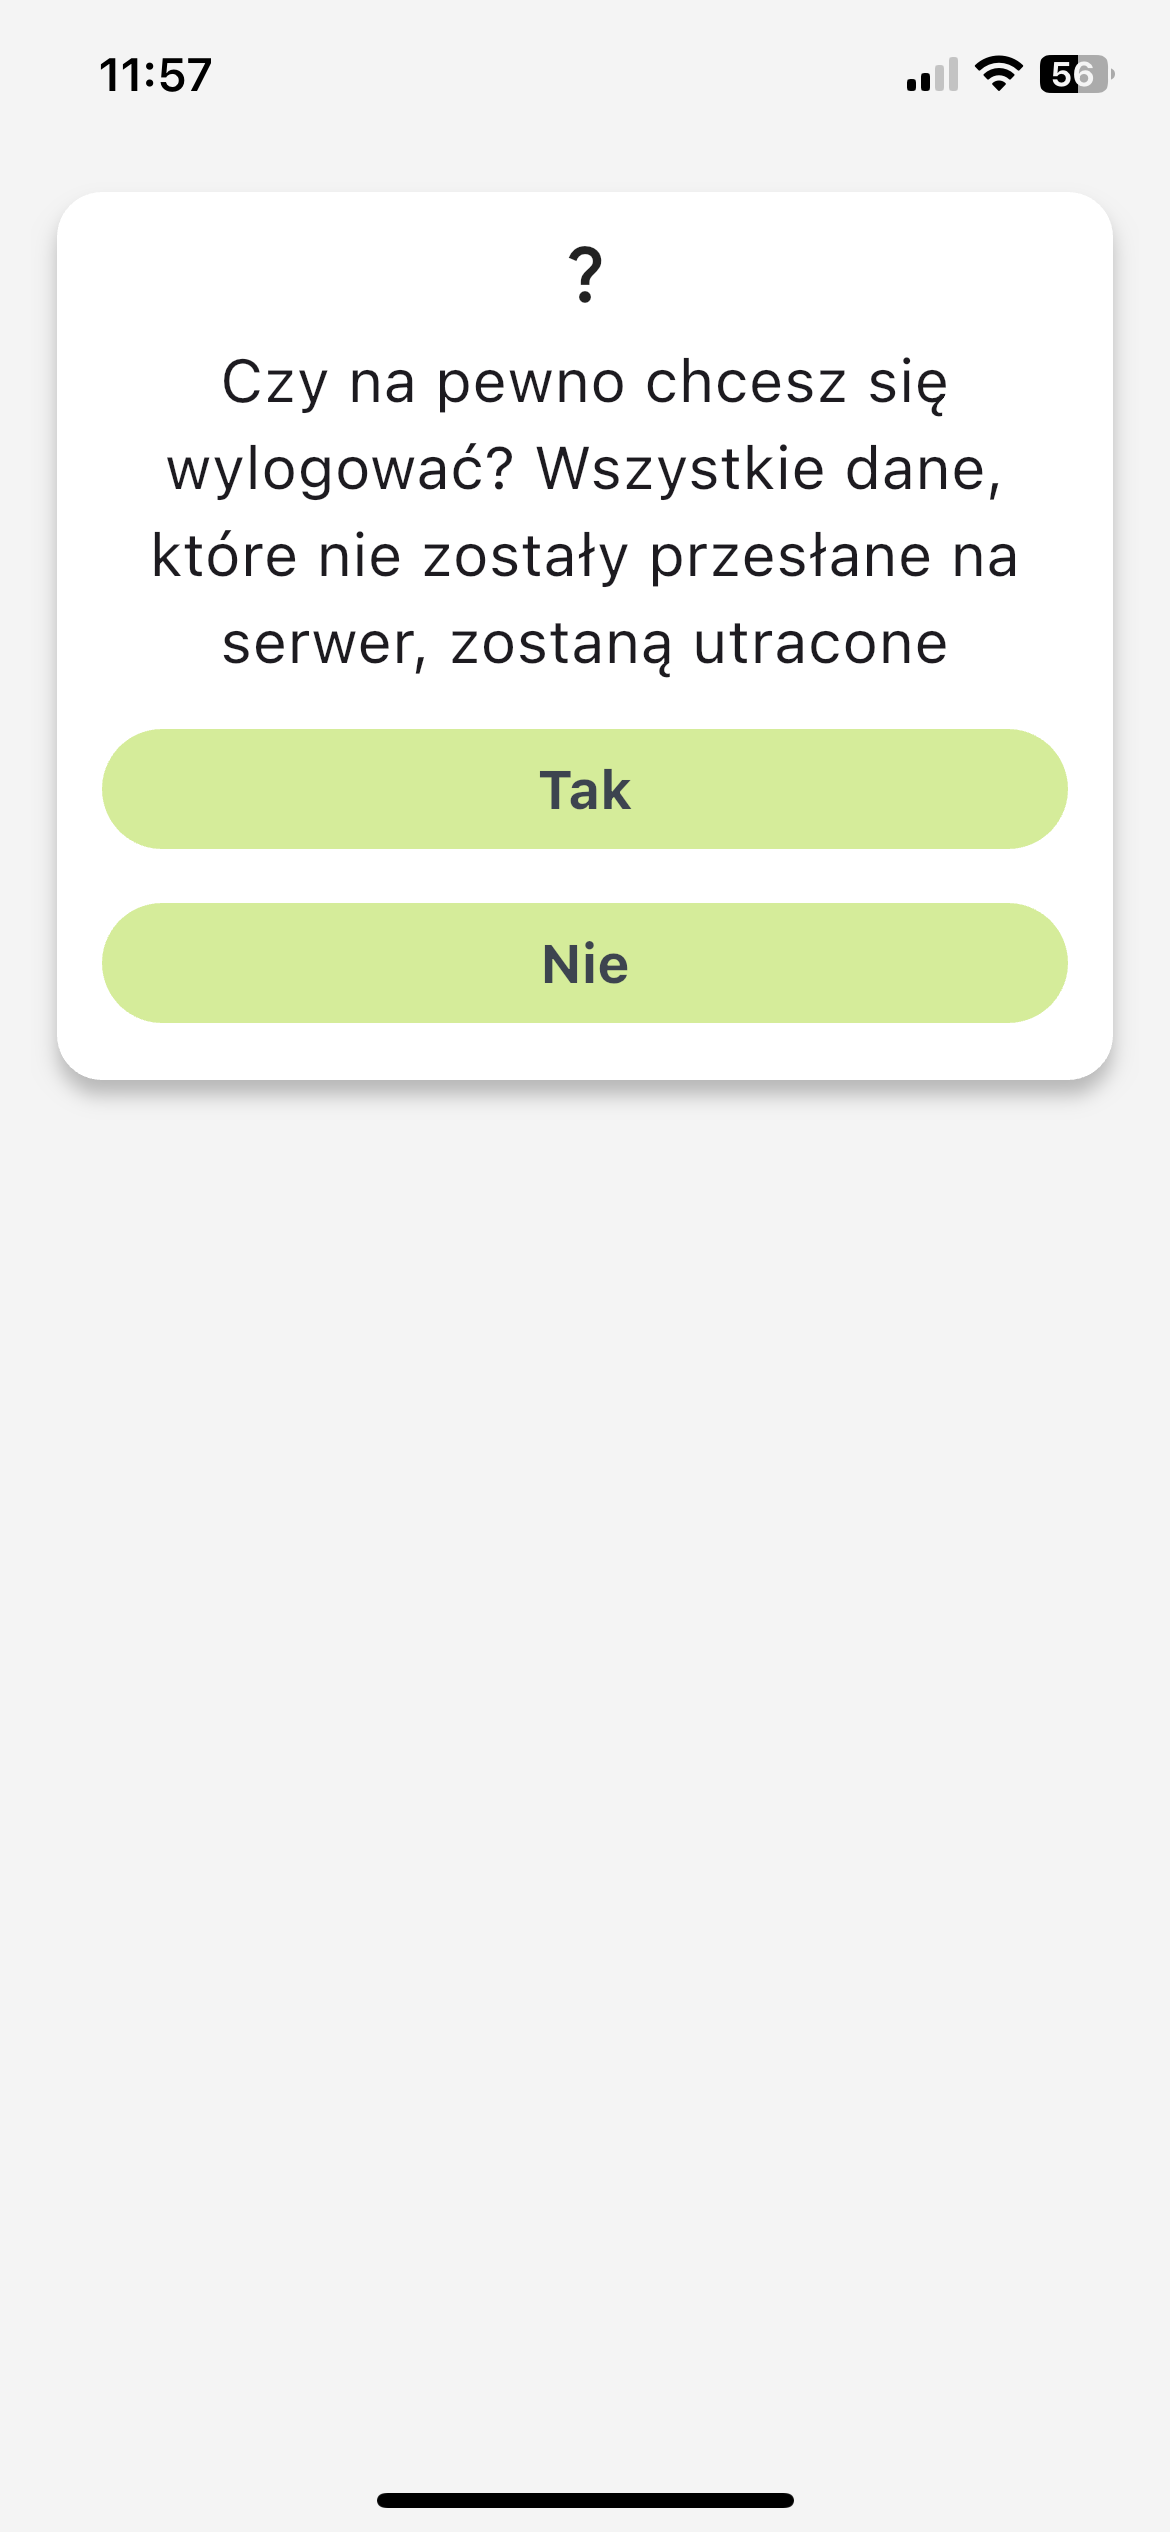 11:57
56
?
Czy na pewno chcesz się
wylogować? Wszystkie dane,
które nie zostały przesłane na
serwer, zostaną utracone
Tak
Nie